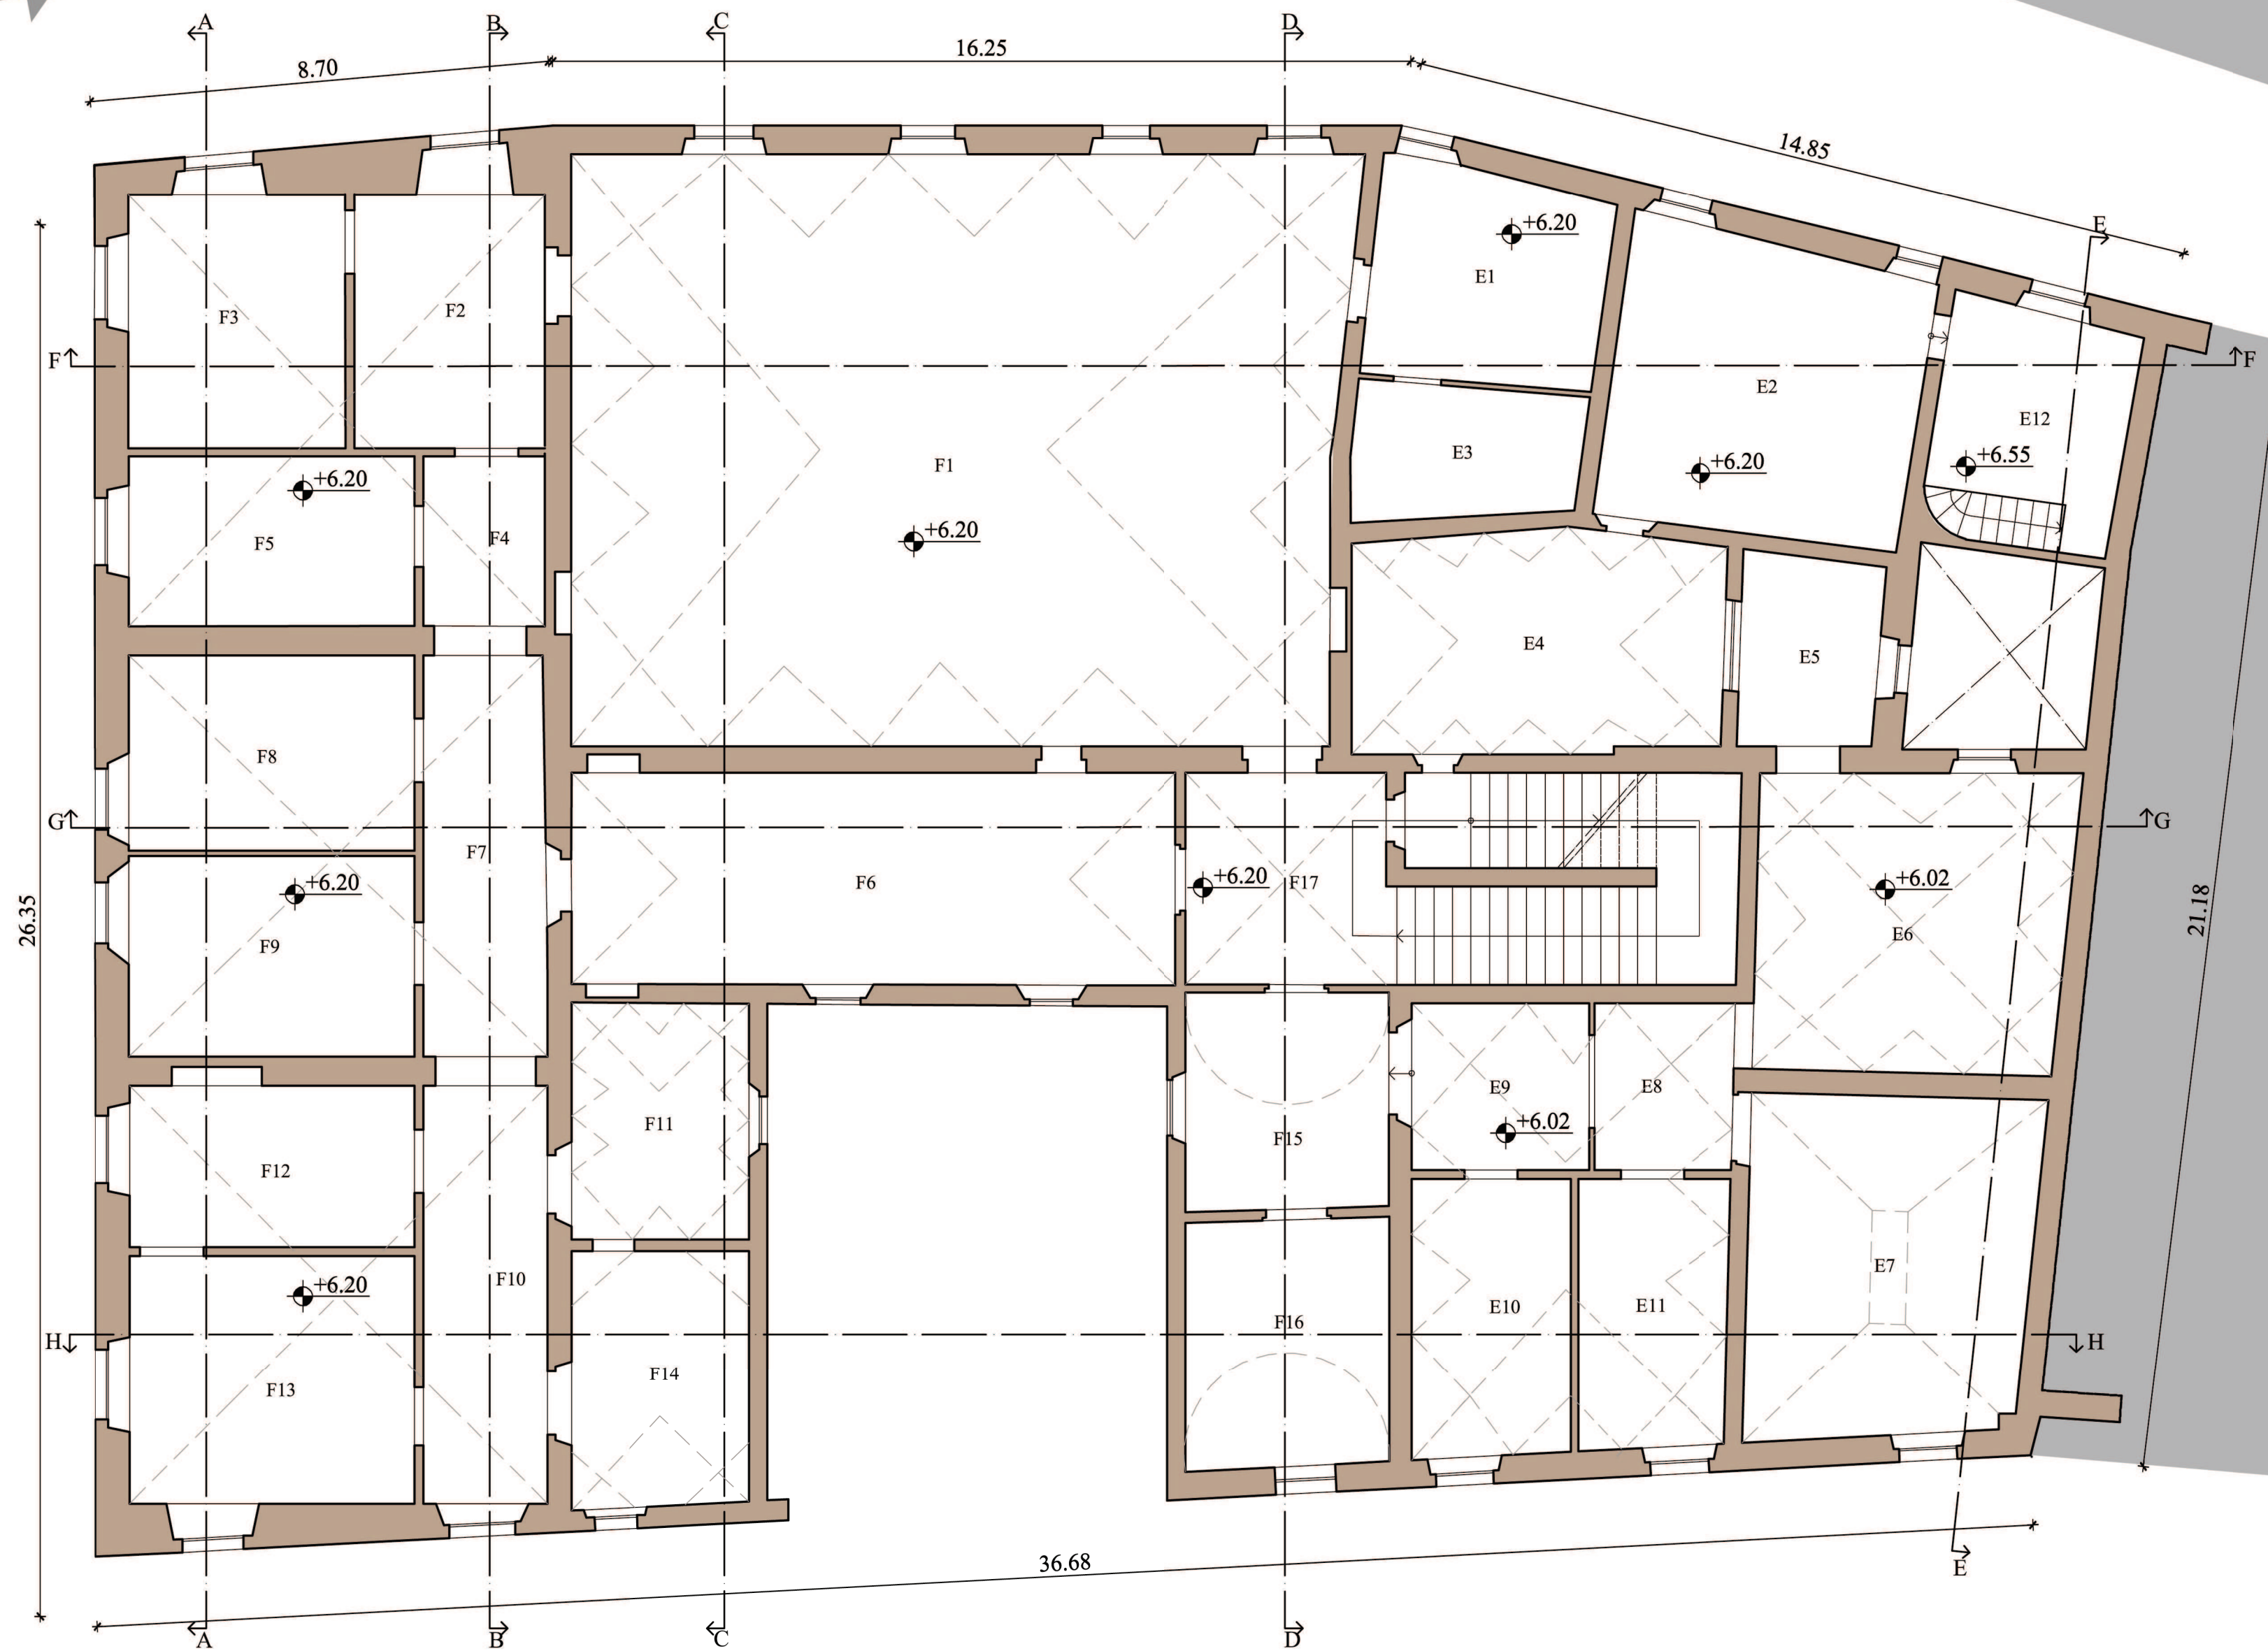 A
B
C
D
8.70
16.25
14.85
E
+6.20
E1
F3
F2
F
F
E2
E12
E3
F1
+6.55
+6.20
+6.20
F5
F4
+6.20
E4
E5
F8
G
G
F7
F6
+6.20
F17
+6.02
+6.20
E6
F9
26.35
21.18
F11
E9
E8
+6.02
F15
F12
F10
E7
+6.20
E10
E11
F16
H
H
F14
F13
36.68
E
A
B
C
D